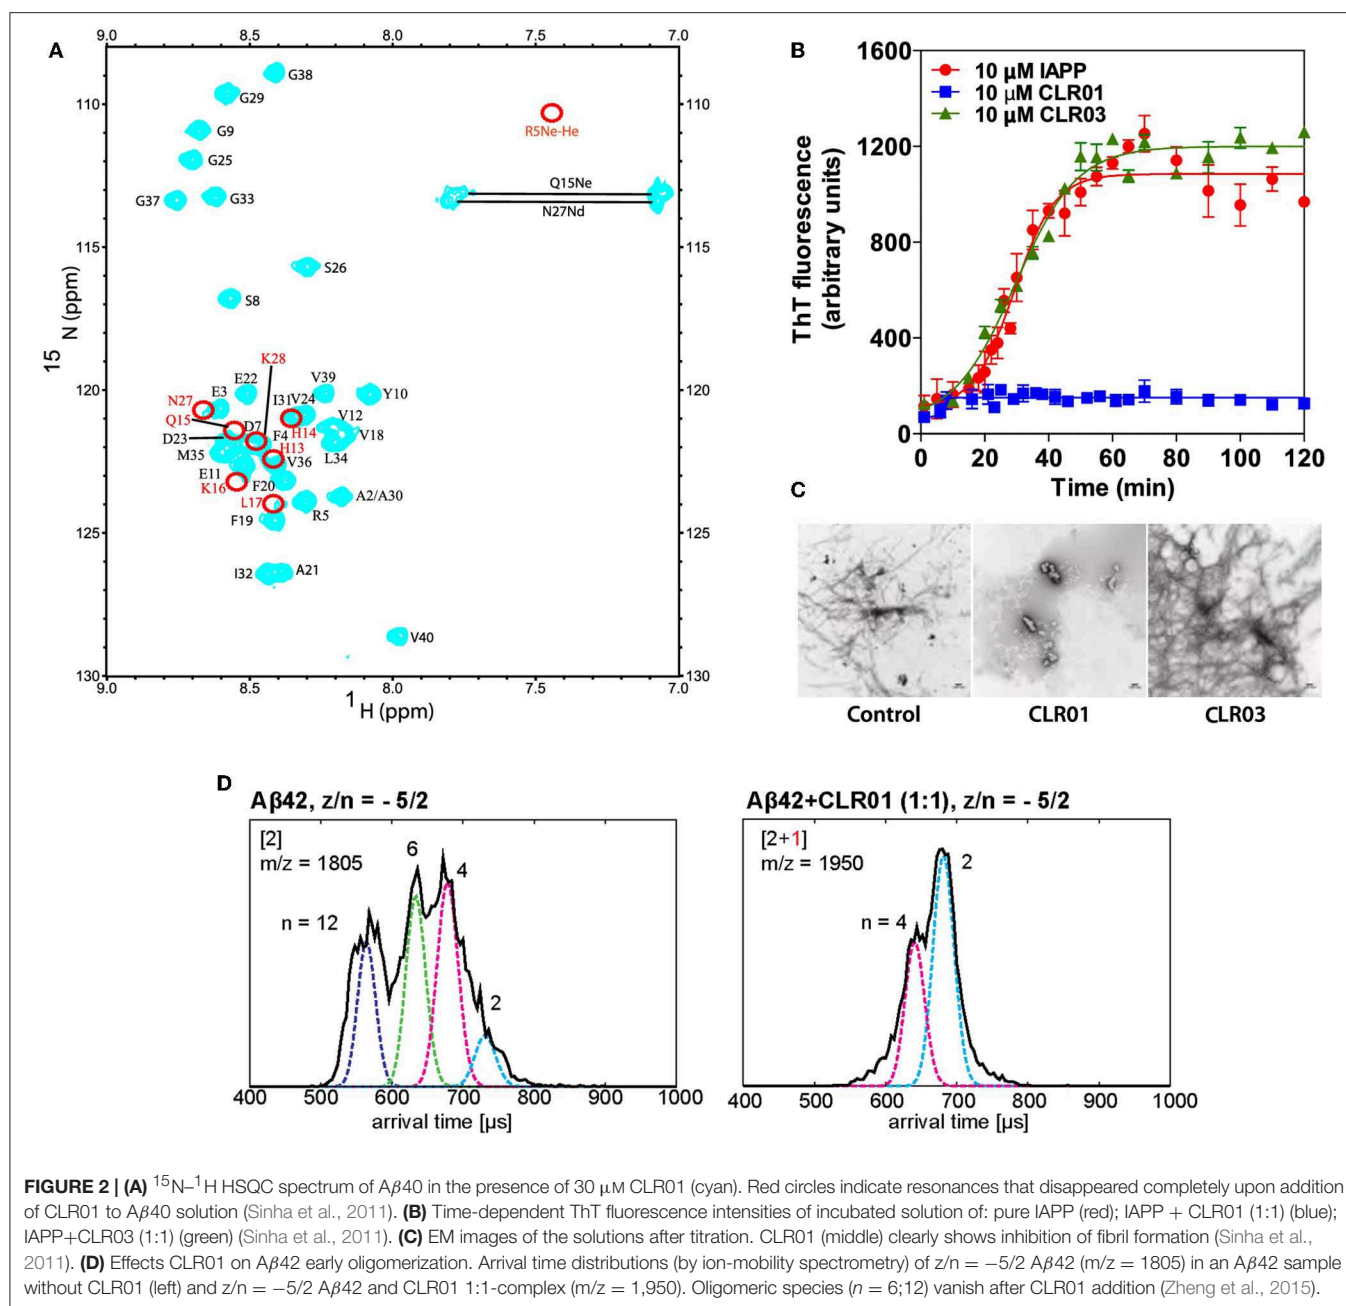 A
9.0
8.5
8.0
7.5
7.0
110
115
120
125
130
110
115
120
125
130
15 N (ppm)
G38
G29
G9
G25
G37
G33
R5Ne-He
Q15Ne
N27Nd
S26
S8
K28
E22
V39
Y10
N27
E3
I31
V24
Q15
D7
F4
H14
V12
D23
H13
V18
M35
V36
L34
E11
K16
F20
L17
A2/A30
F19
R5
I32
A21
V40
9.0
8.5
8.0
7.5
7.0
1 H (ppm)
B
1600
1200
800
400
0
ThT fluorescence
(arbitrary units)
10 μM IAPP
10 μM CLR01
10 μM CLR03
0
20
40
60
80
100
120
Time (min)
C
Control
CLR01
CLR03
D
Aβ42, z/n = - 5/2
[2]
m/z = 1805
n = 12
6
4
2
400
500
600
700
800
900
1000
arrival time [µs]
Aβ42+CLR01 (1:1), z/n = - 5/2
[2+1]
m/z = 1950
n = 4
2
400
500
600
700
800
900
1000
arrival time [µs]
FIGURE 2 | (A) 15N–1H HSQC spectrum of Aβ40 in the presence of 30 μM CLR01 (cyan). Red circles indicate resonances that disappeared completely upon addition
of CLR01 to Aβ40 solution (Sinha et al., 2011). (B) Time-dependent ThT fluorescence intensities of incubated solution of: pure IAPP (red); IAPP + CLR01 (1:1) (blue);
IAPP+CLR03 (1:1) (green) (Sinha et al., 2011). (C) EM images of the solutions after titration. CLR01 (middle) clearly shows inhibition of fibril formation (Sinha et al.,
2011). (D) Effects CLR01 on Aβ42 early oligomerization. Arrival time distributions (by ion-mobility spectrometry) of z/n = −5/2 Aβ42 (m/z = 1805) in an Aβ42 sample
without CLR01 (left) and z/n = −5/2 Aβ42 and CLR01 1:1-complex (m/z = 1,950). Oligomeric species (n = 6;12) vanish after CLR01 addition (Zheng et al., 2015).